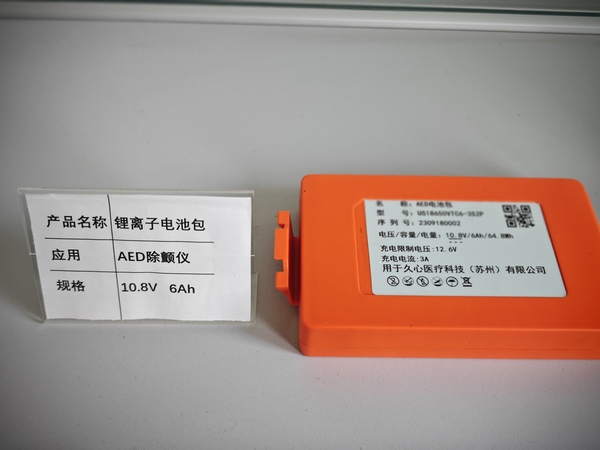 产品名称 锂离子电池包
应用 AED除颤仪
规格 10.8V 6Ah
名 称：AED电池包
型 号：US18650VTC6-3S2P
序 列 号：2309180002
电压/容量/电量：10.8V/6Ah/64.8Wh
充电限制电压：12.6V
充电电流：3A
用于久心医疗科技（苏州）有限公司